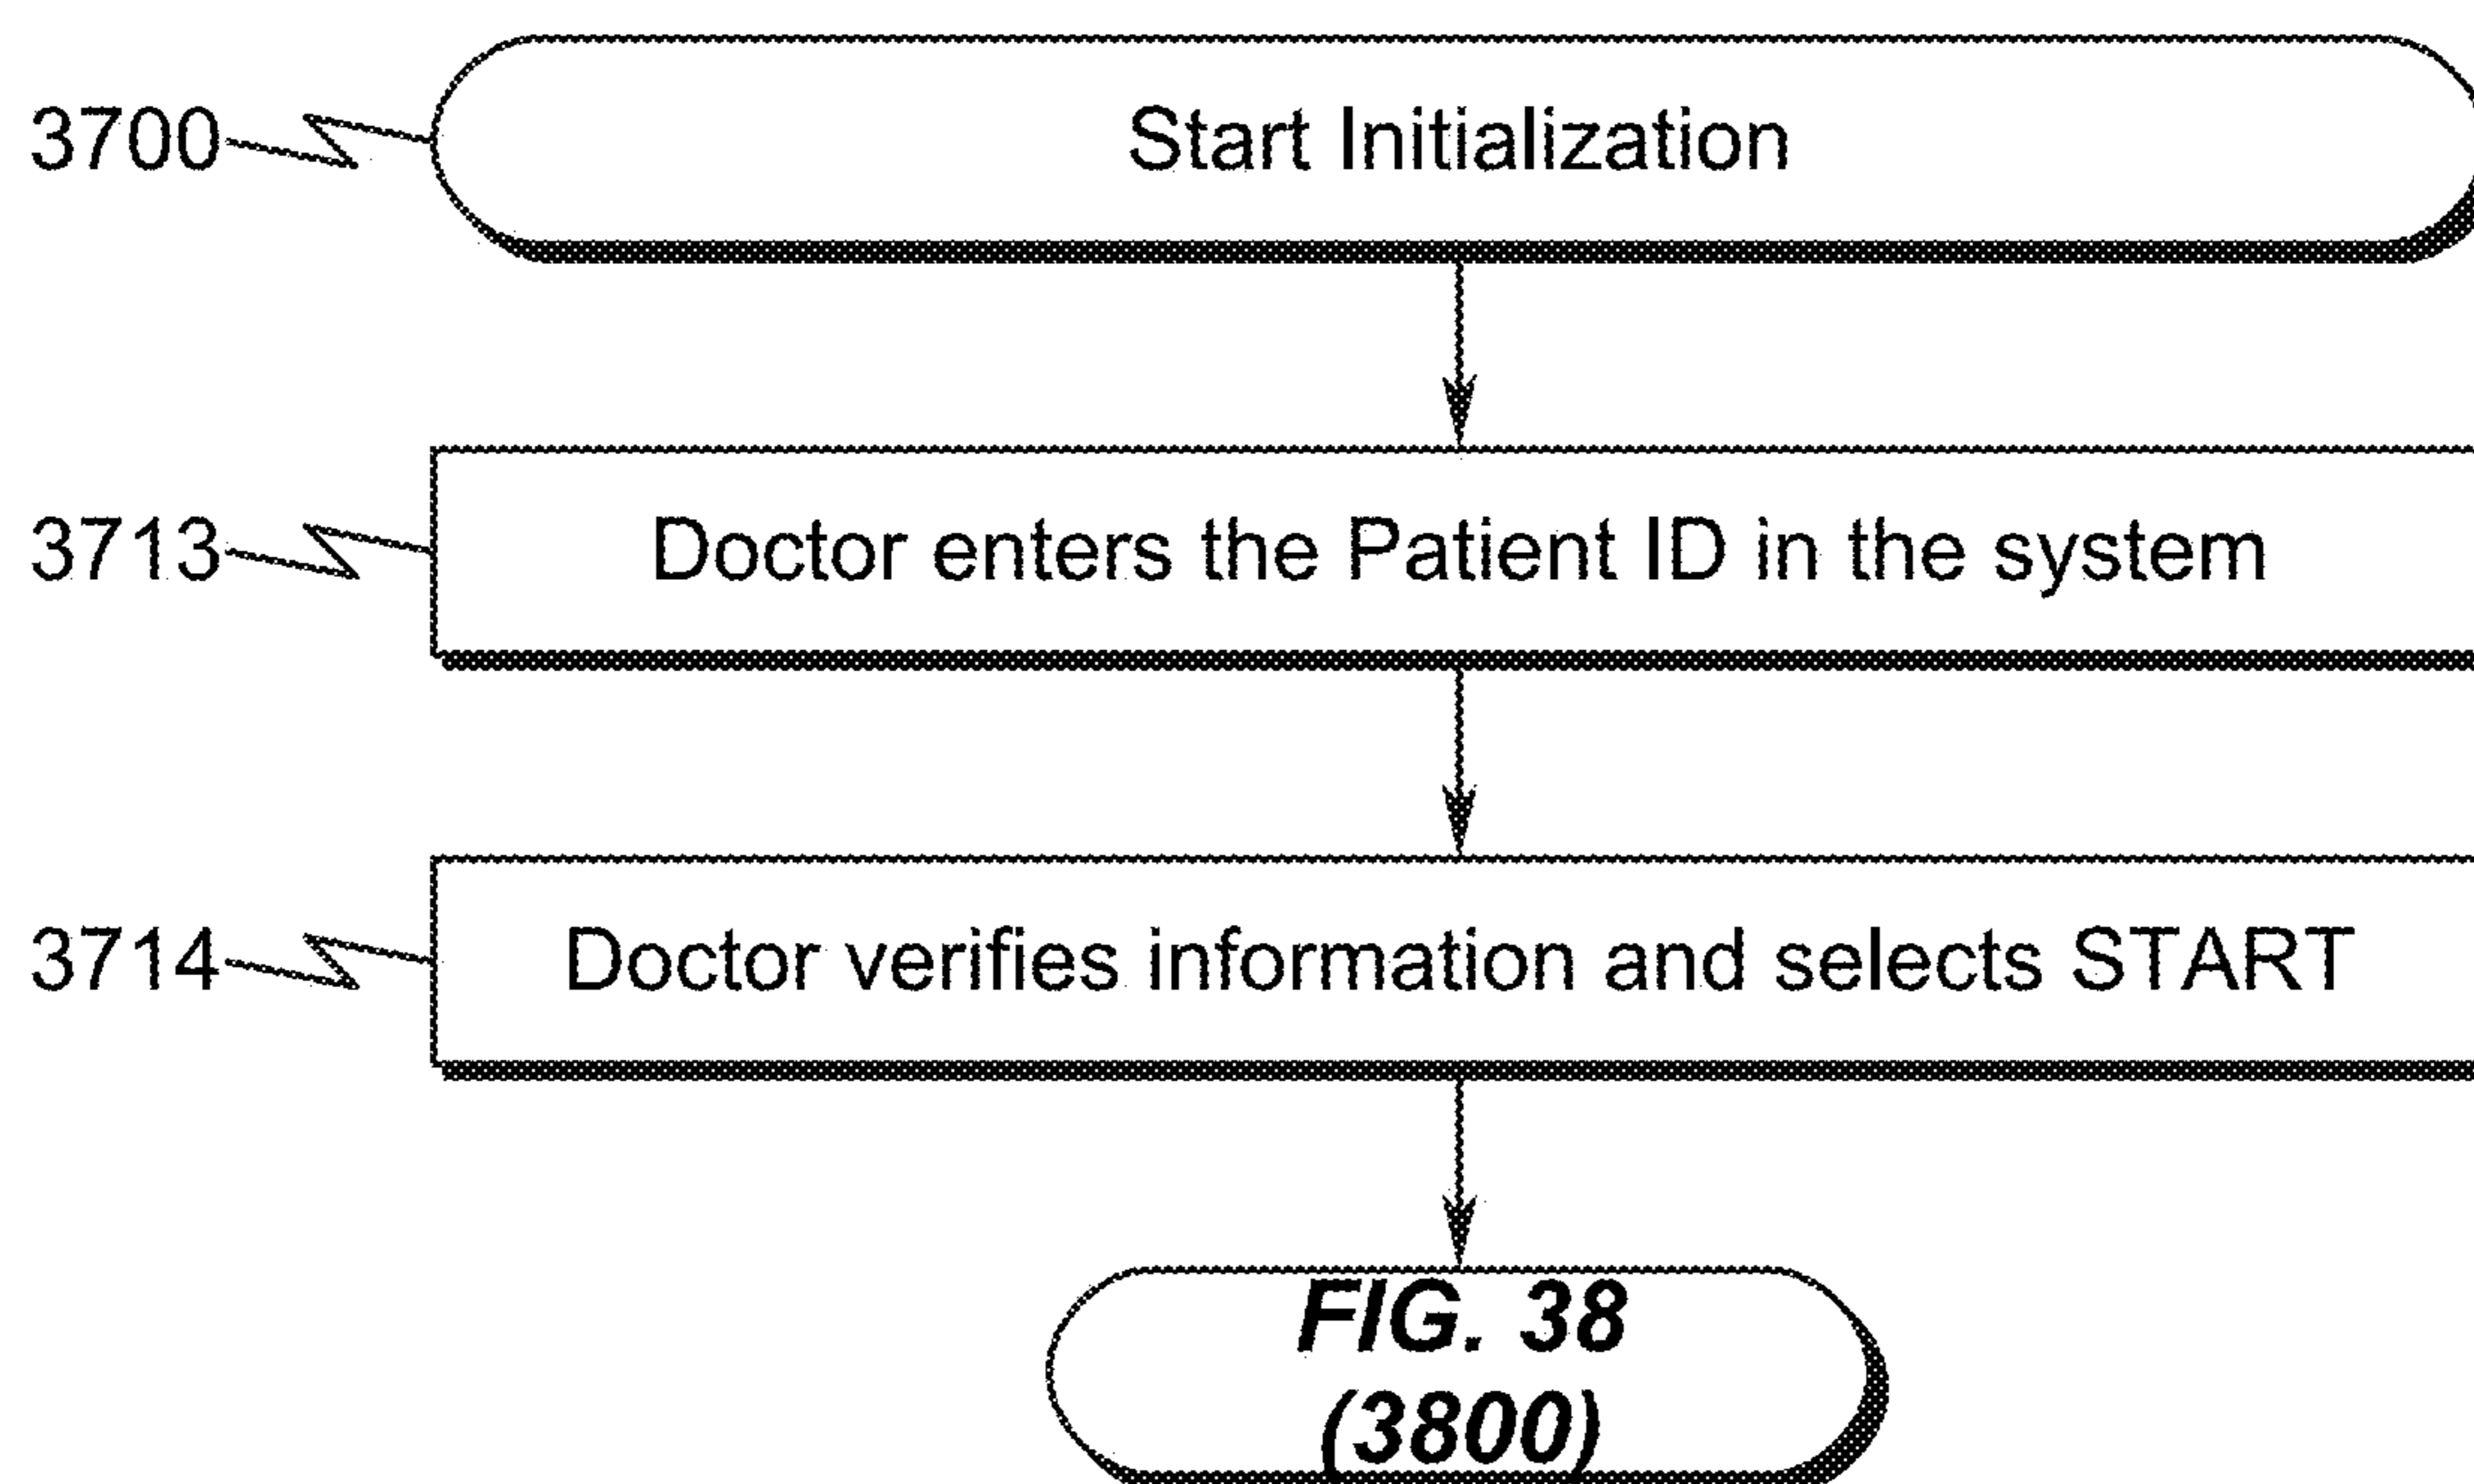 3700 Start Initialization
3713 Doctor enters the Patient ID in the system
3714 Doctor verifies information and selects START
FIG. 38
(3800)